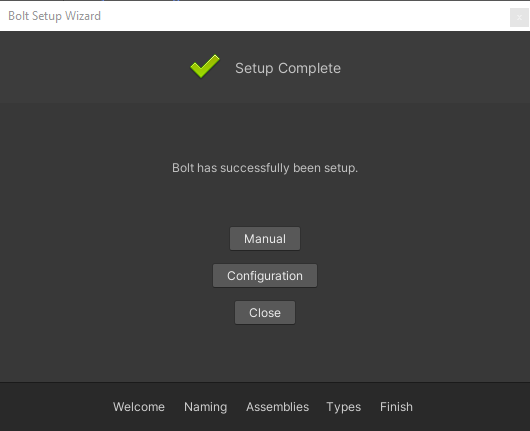 Bolt Setup Wizard
Setup Complete
Bolt has successfully been setup.
Manual
Configuration
Close
Welcome Naming Assemblies Types Finish